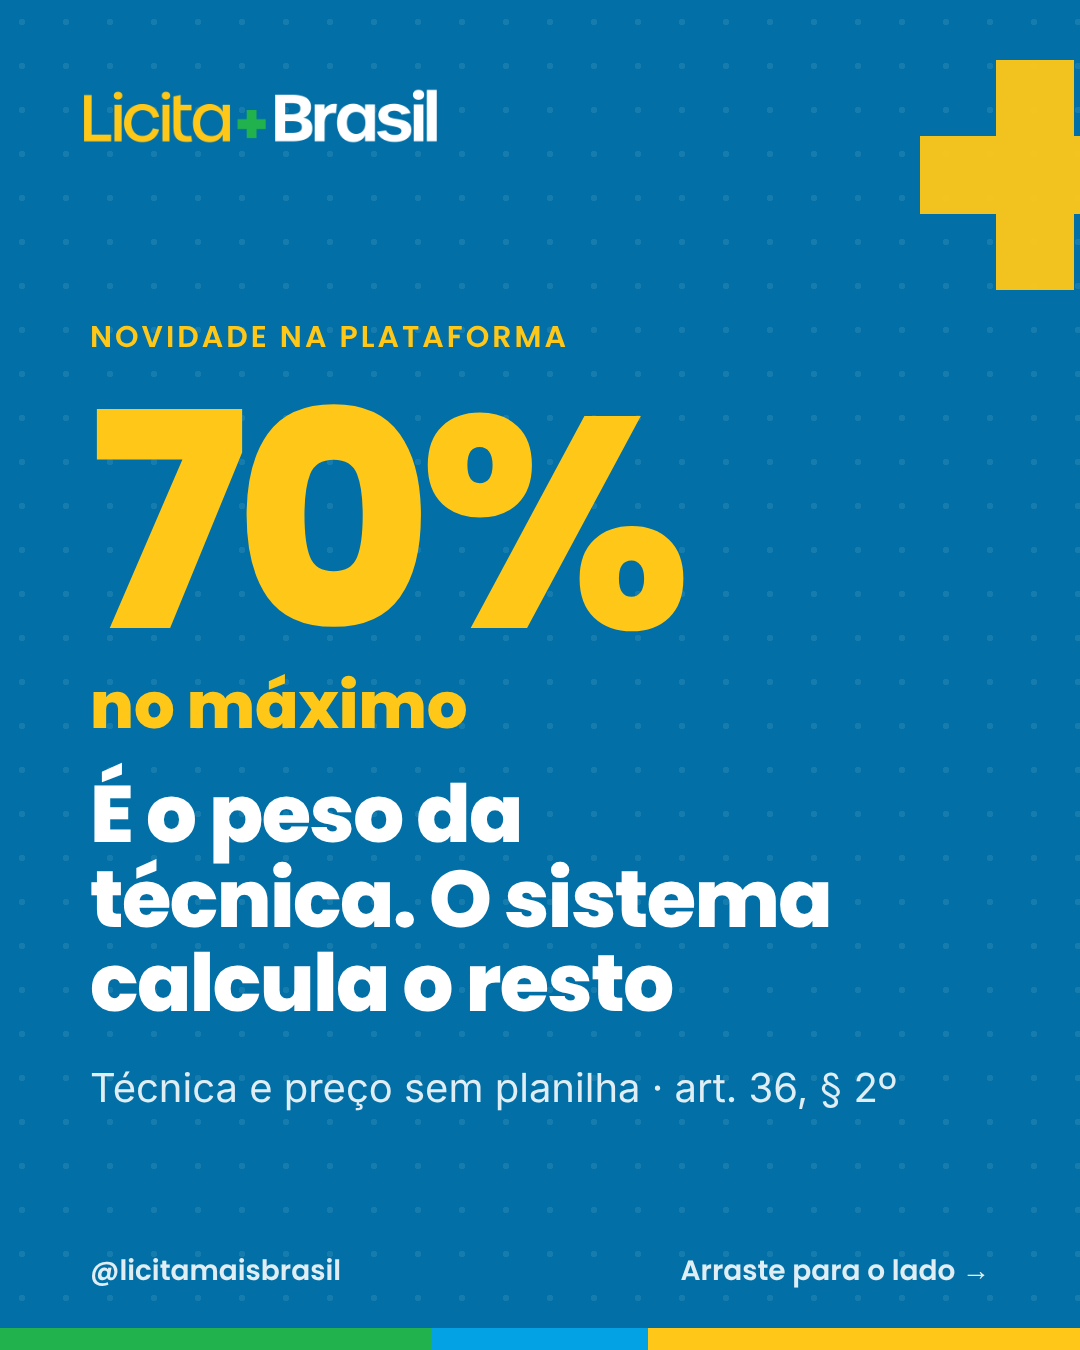 Licita+Brasil
NOVIDADE NA PLATAFORMA
70%
no máximo
É o peso da
técnica. O sistema
calcula o resto
Técnica e preço sem planilha · art. 36, § 2º
@licitamaisbrasil
Arraste para o lado →